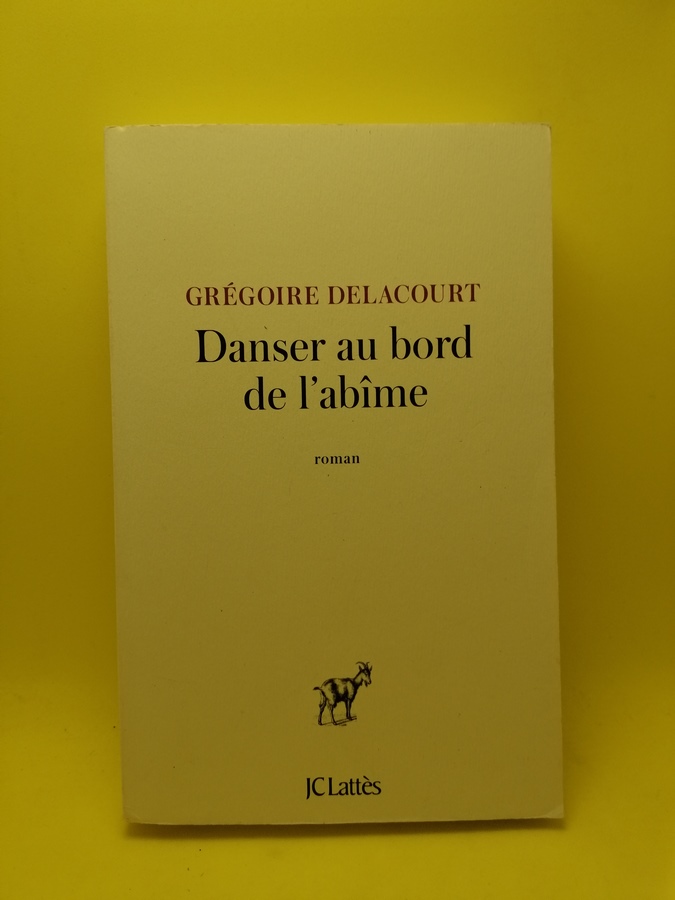 GRÉGOIRE DELACOURT
Danser au bord
de l'abîme
roman
JC Lattès